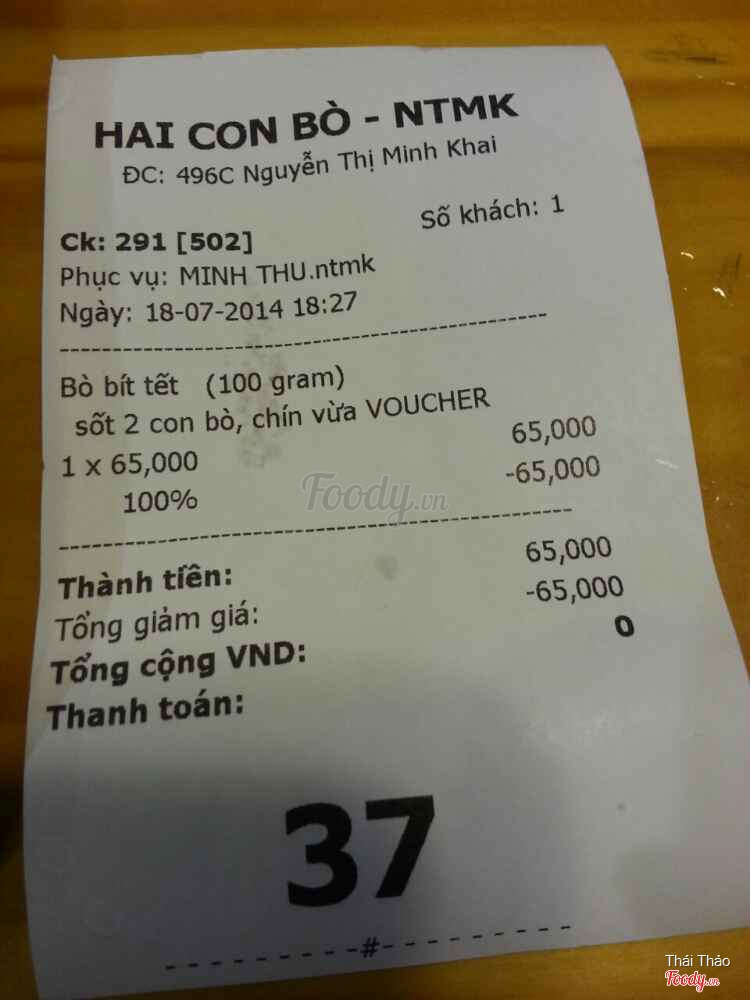 HAI CON BÒ - NTMK
ĐC: 496C Nguyễn Thị Minh Khai
Số khách: 1
Ck: 291 [502]
Phục vụ: MINH THU.ntmk
Ngày: 18-07-2014 18:27
Bò bít tết (100 gram)
sốt 2 con bò, chín vừa VOUCHER
1 x 65,000 65,000
100% -65,000
Foody.vn
Thành tiền: 65,000
Tổng giảm giá: -65,000
Tổng cộng VND: 0
Thanh toán:
37
- - - - - - - - -#- - - - - - - - -
Thái Thảo
Foody.vn